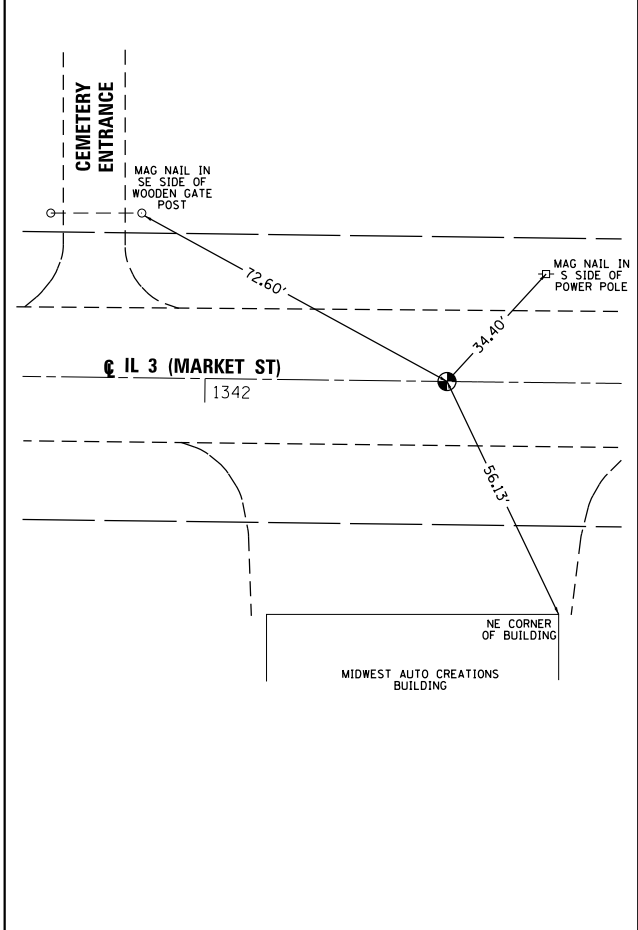 CEMETERY
ENTRANCE
MAG NAIL IN
SE SIDE OF
WOODEN GATE
POST
72.60'
MAG NAIL IN
S SIDE OF
POWER POLE
34.40'
℄ IL 3 (MARKET ST)
1342
56.13'
NE CORNER
OF BUILDING
MIDWEST AUTO CREATIONS
BUILDING